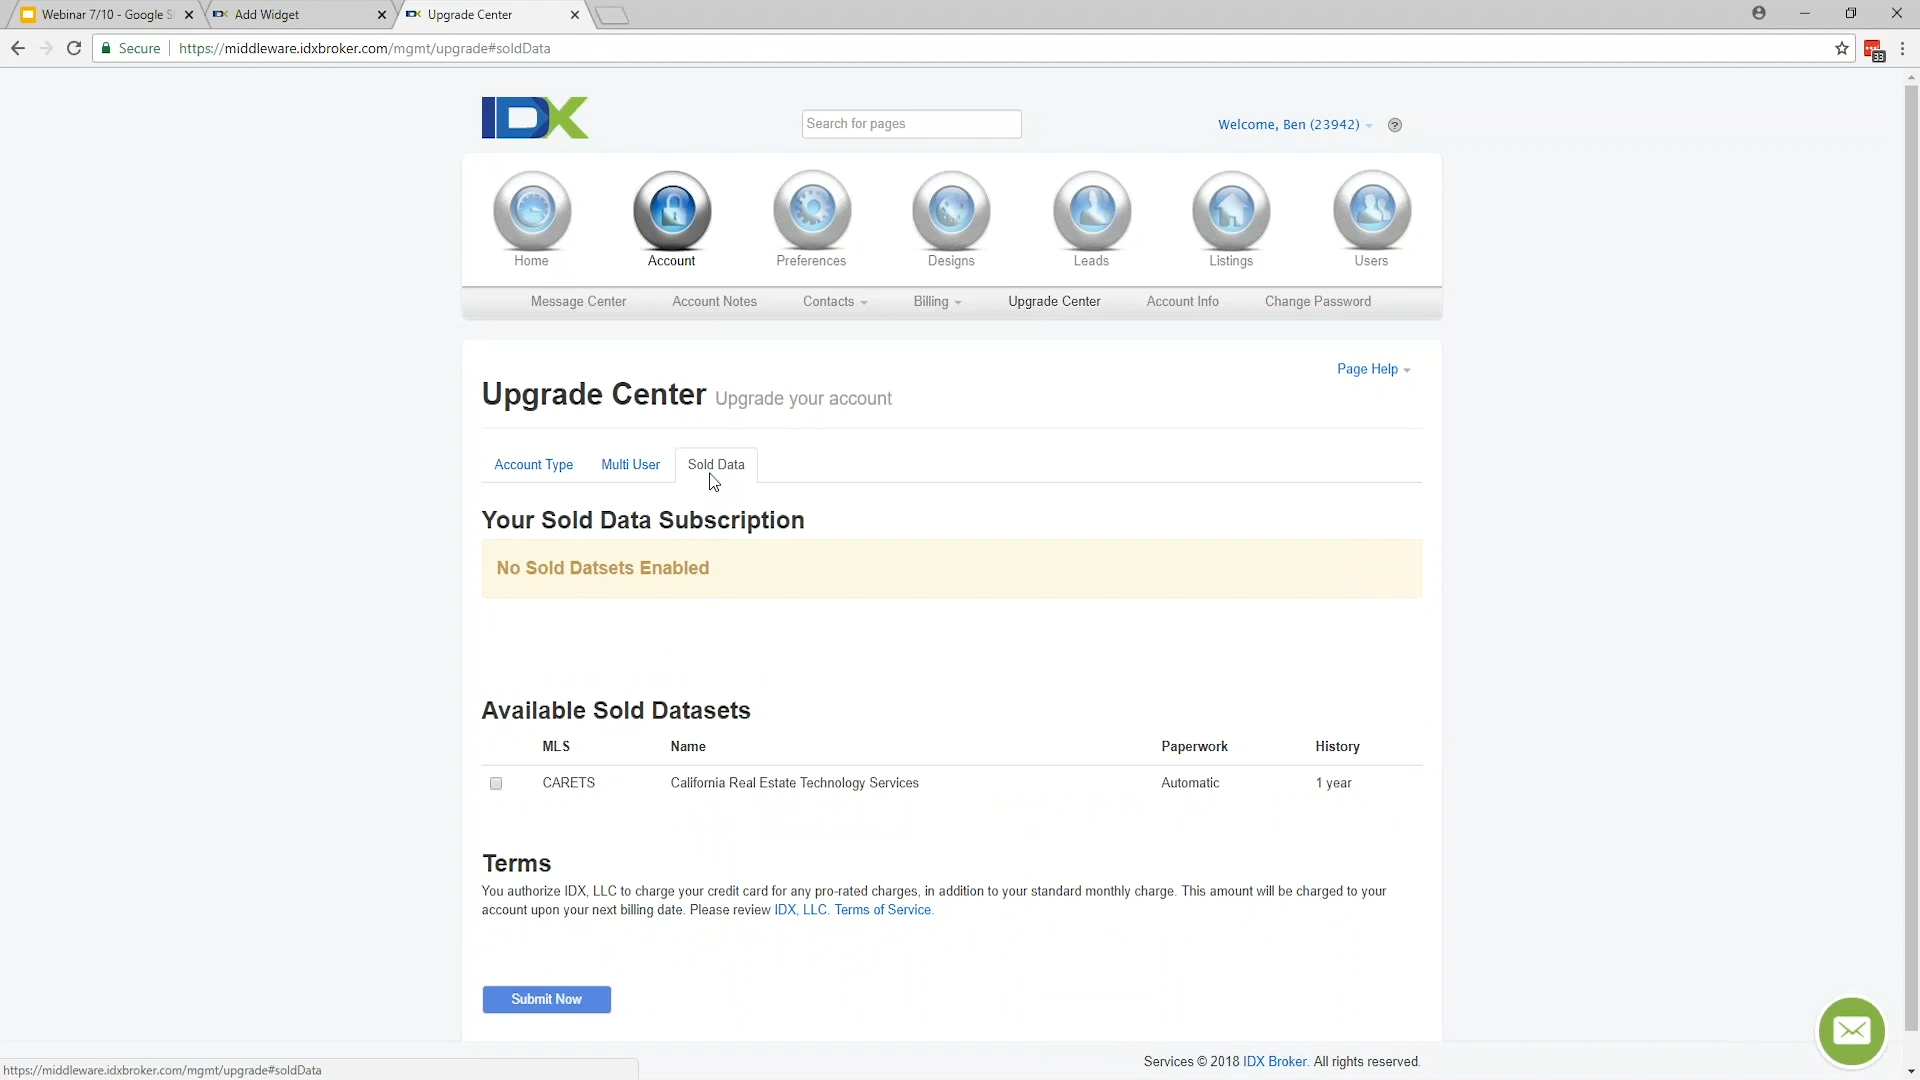 Webinar 7/10 - Google S
Add Widget
Upgrade Center
Secure
https://middleware.idxbroker.com/mgmt/upgrade#soldData
33
IDX
Search for pages
Welcome, Ben (23942)
?
Home
Account
Preferences
Designs
Leads
Listings
Users
Message Center
Account Notes
Contacts
Billing
Upgrade Center
Account Info
Change Password
Page Help
Upgrade Center Upgrade your account
Account Type
Multi User
Sold Data
Your Sold Data Subscription
No Sold Datsets Enabled
Available Sold Datasets
MLS Name Paperwork History
CARETS California Real Estate Technology Services Automatic 1 year
Terms
You authorize IDX, LLC to charge your credit card for any pro-rated charges, in addition to your standard monthly charge. This amount will be charged to your
account upon your next billing date. Please review IDX, LLC. Terms of Service.
Submit Now
Services © 2018 IDX Broker. All rights reserved.
https://middleware.idxbroker.com/mgmt/upgrade#soldData